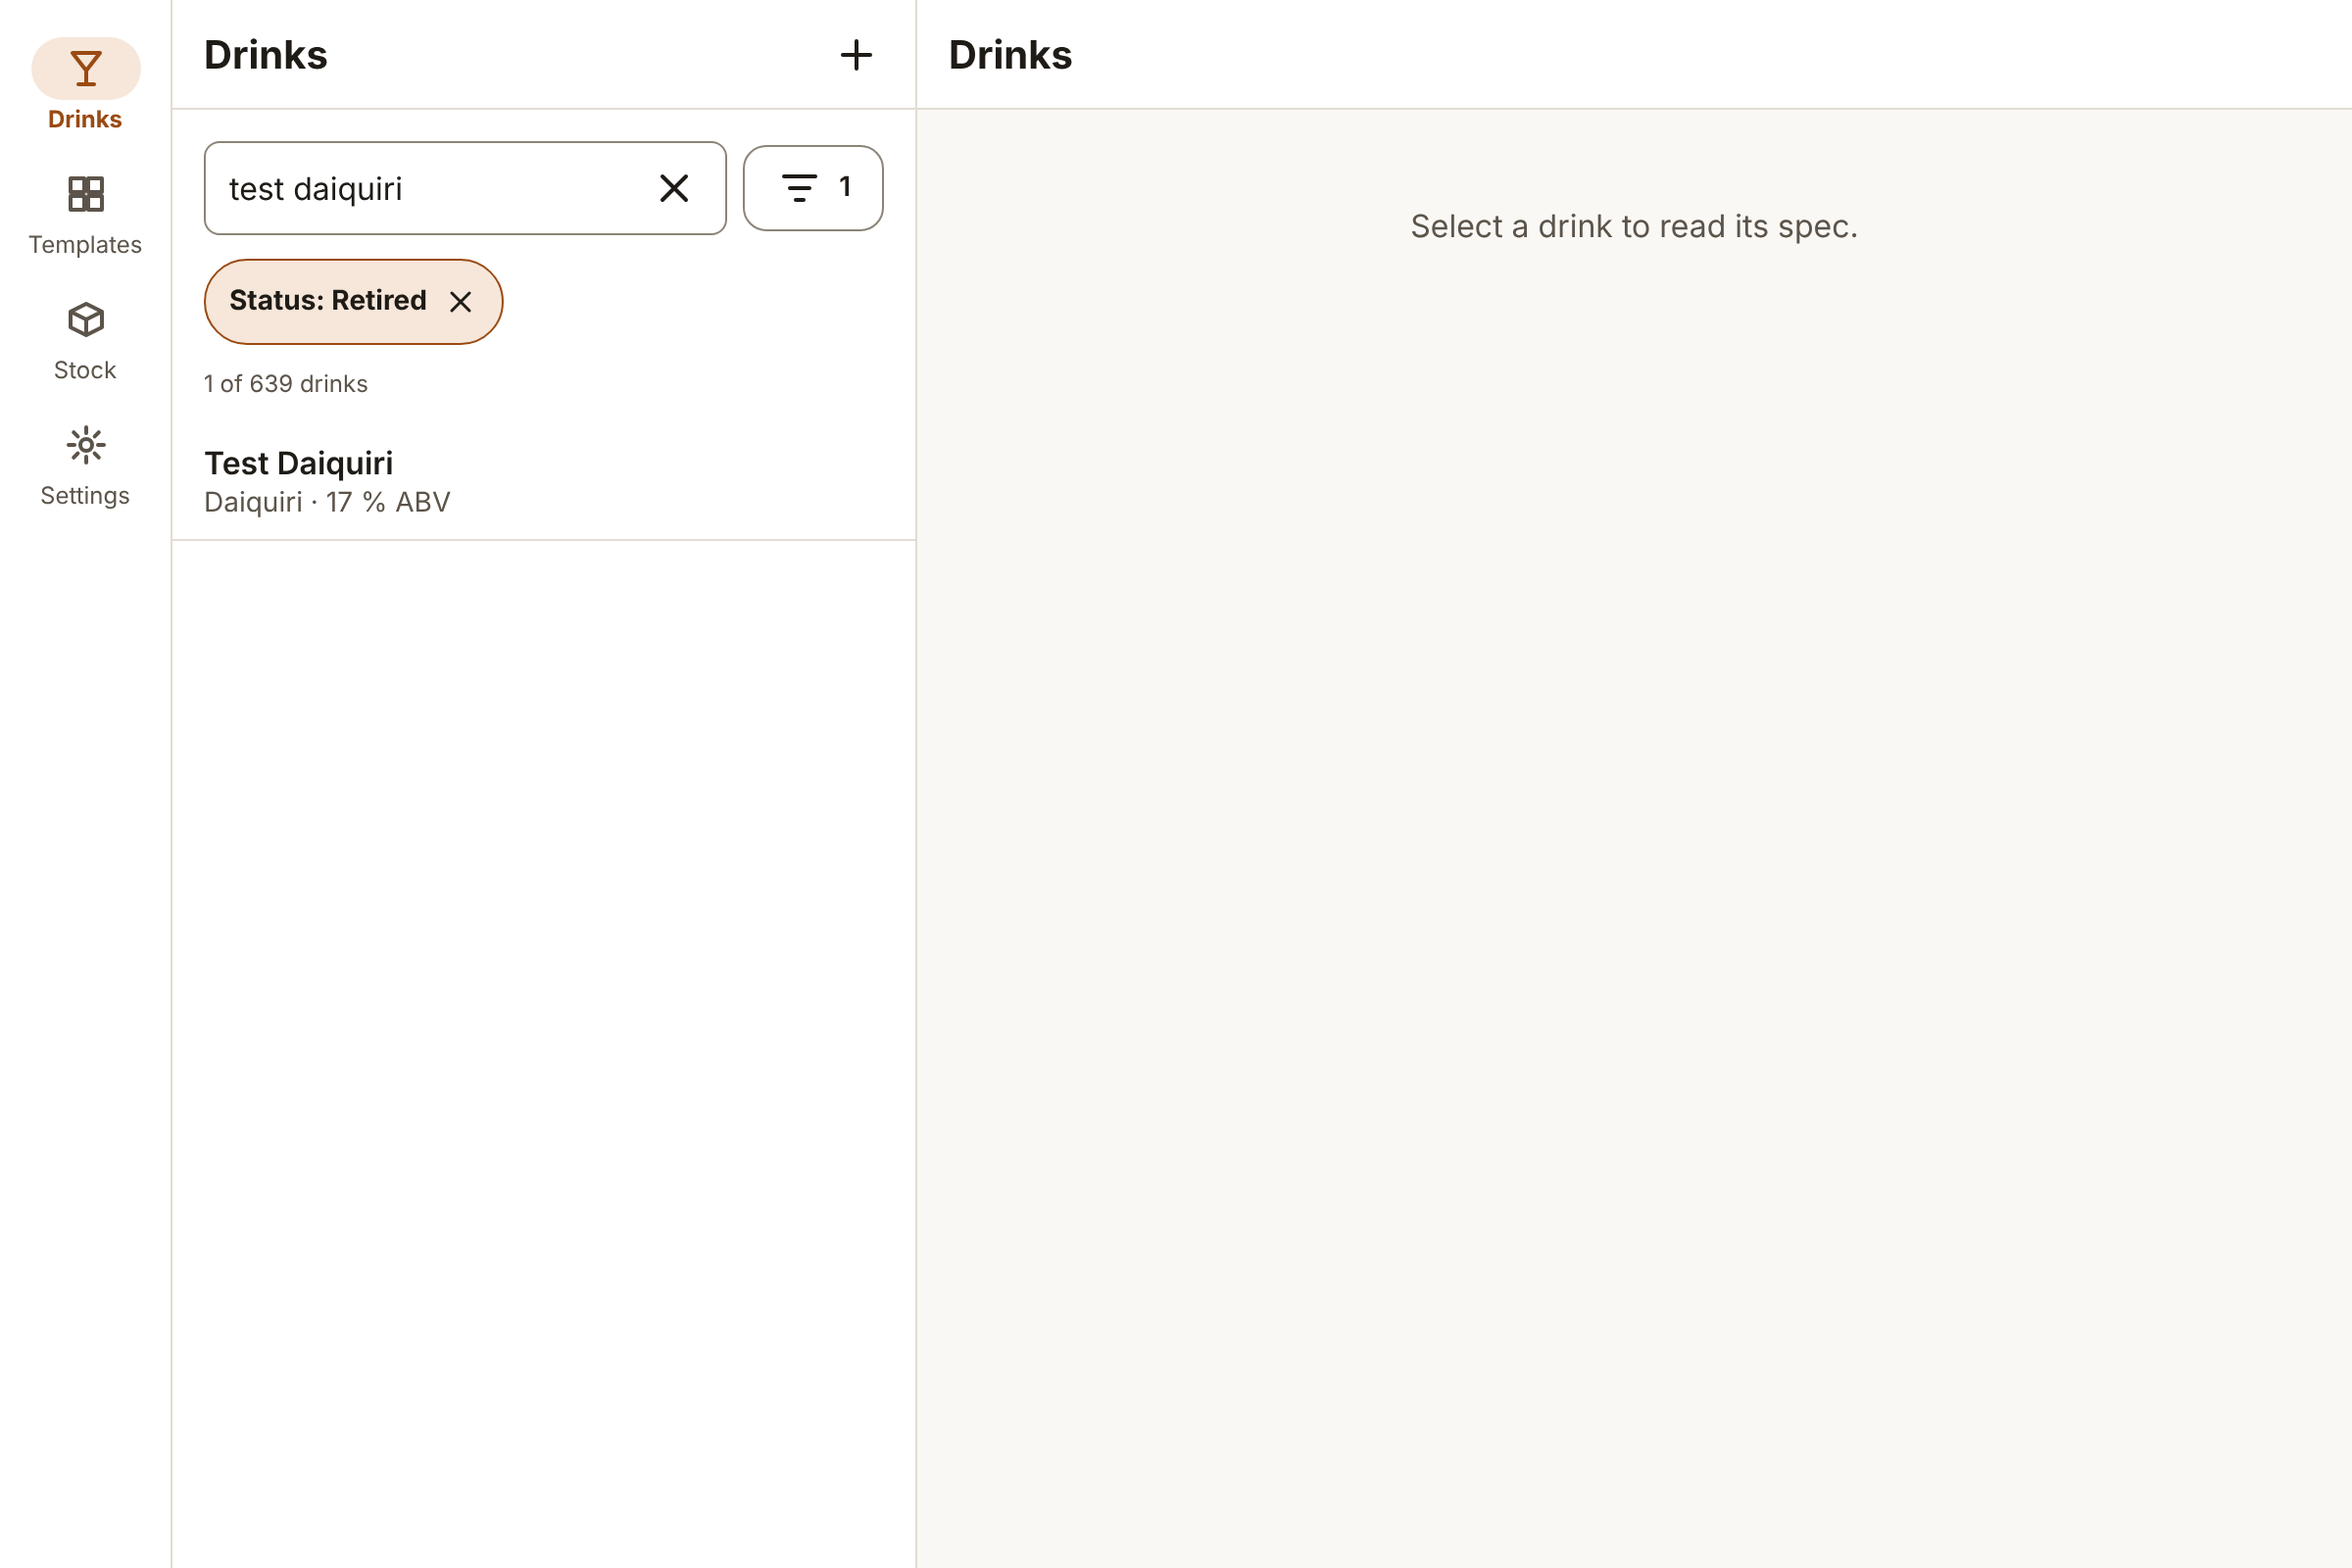 Drinks
Templates
Stock
Settings
Drinks
test daiquiri
1
Status: Retired
1 of 639 drinks
Test Daiquiri
Daiquiri · 17 % ABV
Drinks
Select a drink to read its spec.